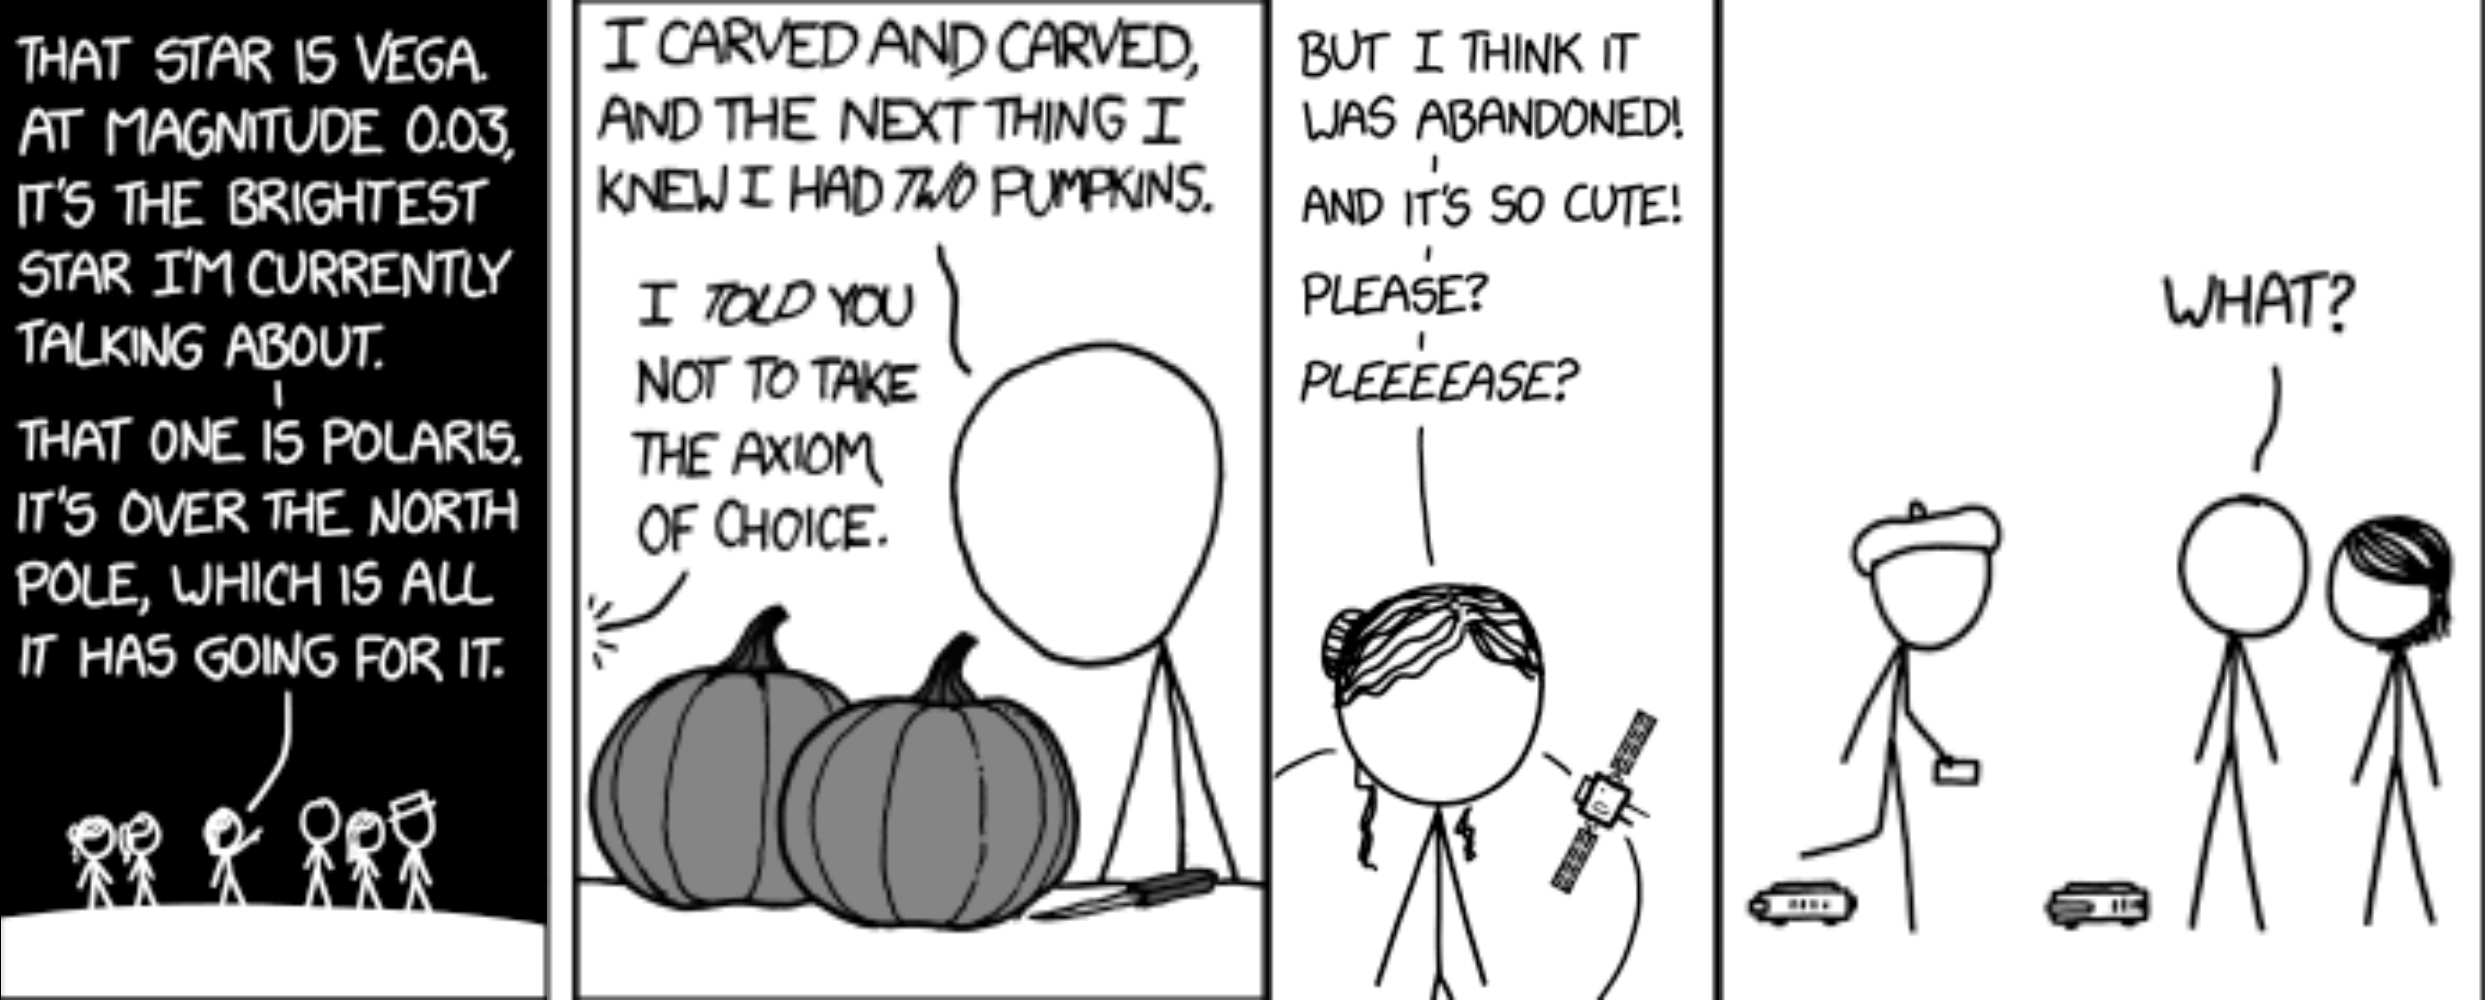 THAT STAR IS VEGA.
AT MAGNITUDE 0.03,
IT'S THE BRIGHTEST
STAR I'M CURRENTLY
TALKING ABOUT.
THAT ONE IS POLARIS.
IT'S OVER THE NORTH
POLE, WHICH IS ALL
IT HAS GOING FOR IT.
I CARVED AND CARVED,
AND THE NEXT THING I
KNEW I HAD TWO PUMPKINS.
I TOLD YOU
NOT TO TAKE
THE AXIOM
OF CHOICE.
BUT I THINK IT
WAS ABANDONED!
AND IT'S SO CUTE!
PLEASE?
PLEEEEASE?
WHAT?